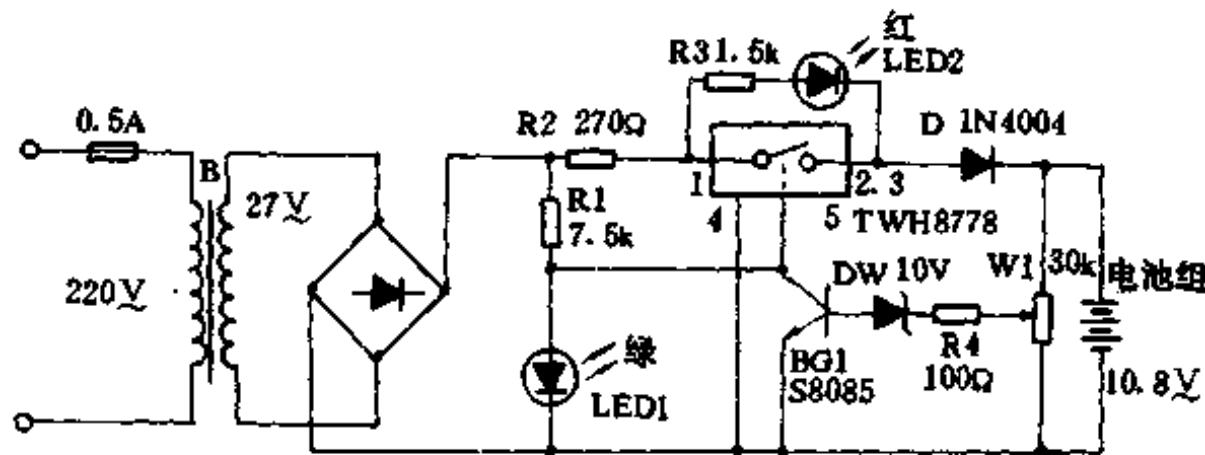 0.5A
B
27V
220V
R2 270Ω
R1
7.5k
绿
LED1
R3 1.5k
红
LED2
1
2.3
4
5
TWH8778
D 1N4004
DW 10V
BG1
S8085
R4
100Ω
W1
30k
电池组
10.8V